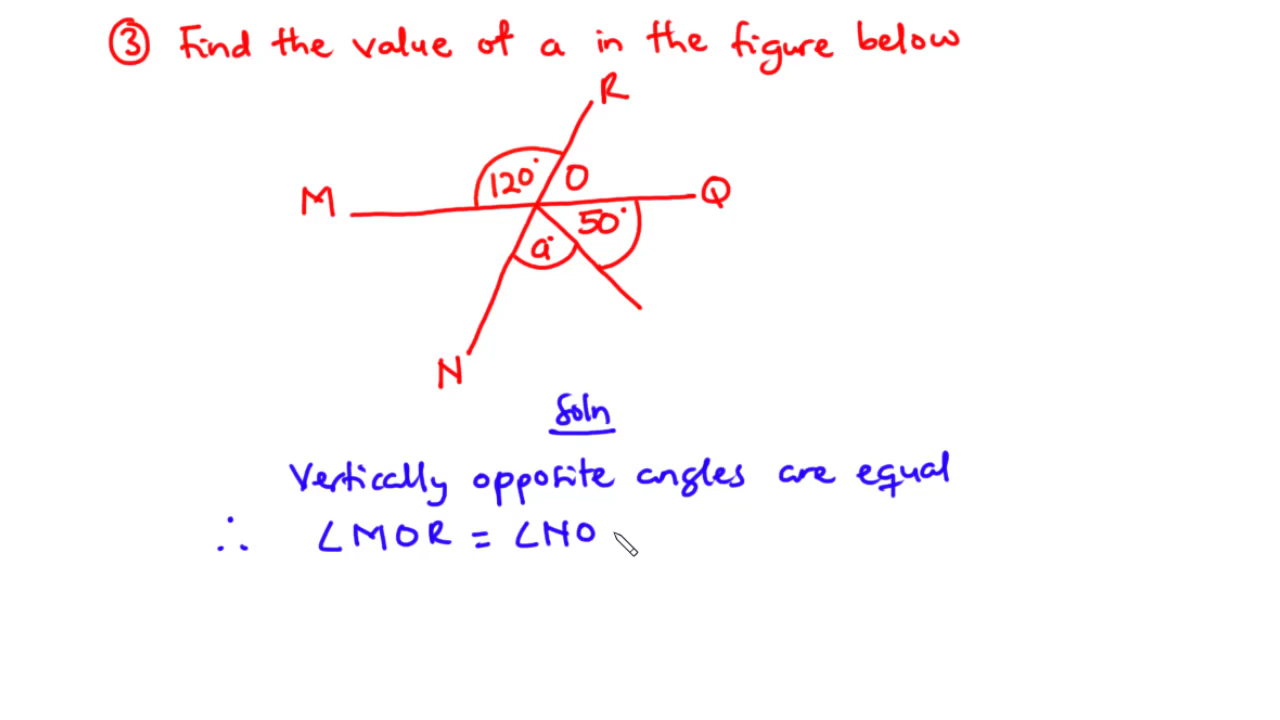 ③ Find the value of a in the figure below
R
120° O
M Q
50°
a°
N
Soln
Vertically opposite angles are equal
∴ ∠MOR = ∠NO